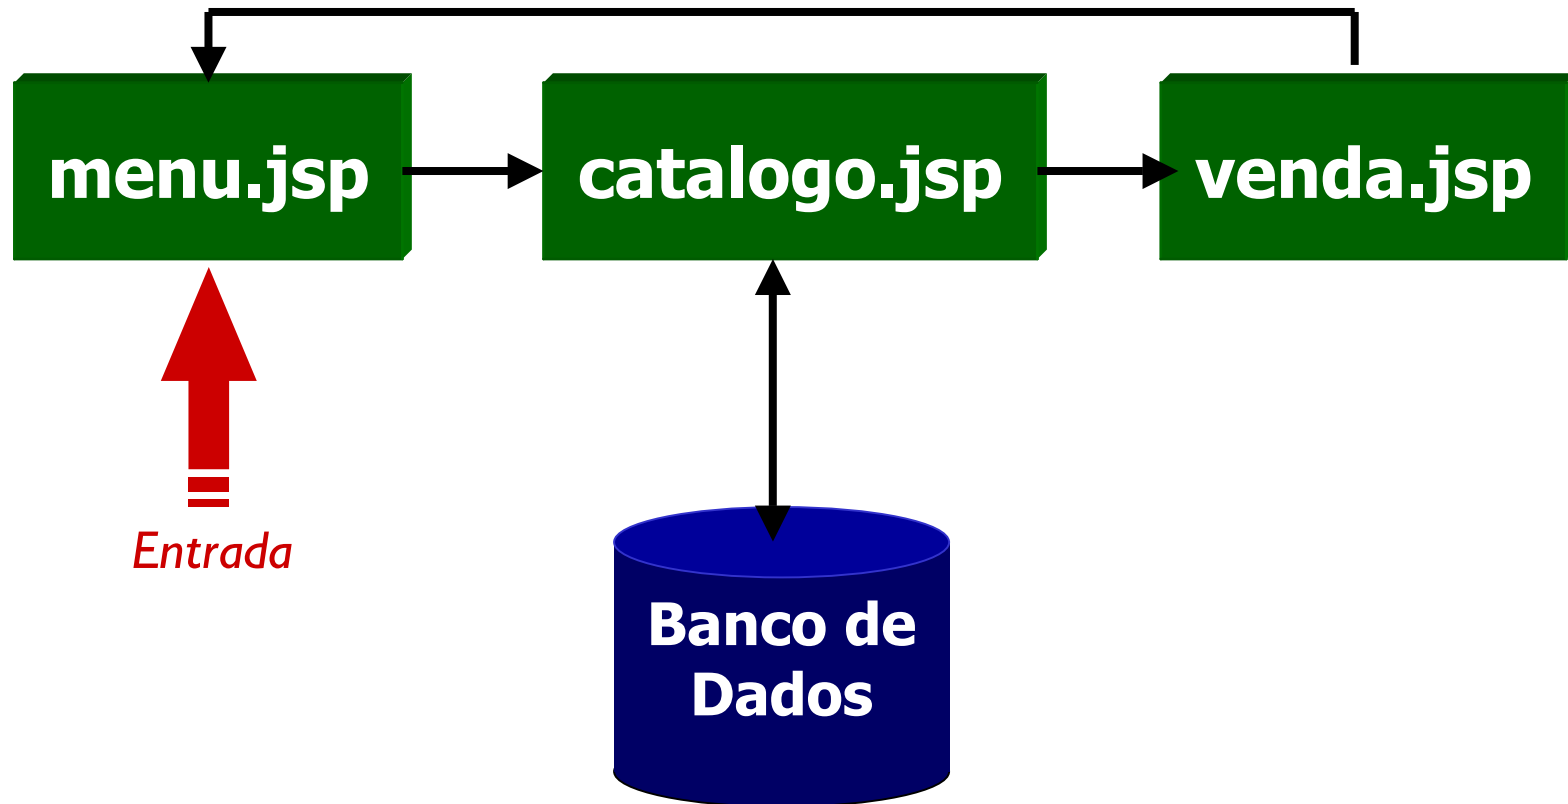 menu.jsp
catalogo.jsp
venda.jsp
Entrada
Banco de
Dados